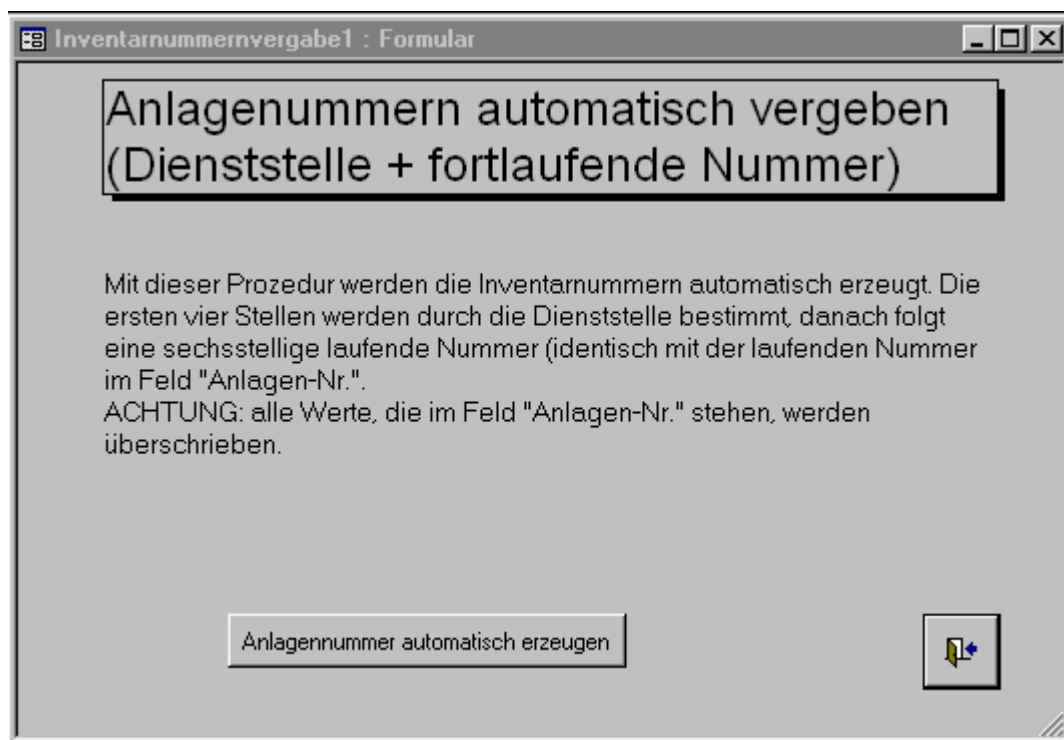 Inventarnummernvergabe1 : Formular
Anlagenummern automatisch vergeben
(Dienststelle + fortlaufende Nummer)
Mit dieser Prozedur werden die Inventarnummern automatisch erzeugt. Die
ersten vier Stellen werden durch die Dienststelle bestimmt, danach folgt
eine sechsstellige laufende Nummer (identisch mit der laufenden Nummer
im Feld "Anlagen-Nr.".
ACHTUNG: alle Werte, die im Feld "Anlagen-Nr." stehen, werden
überschrieben.
Anlagennummer automatisch erzeugen